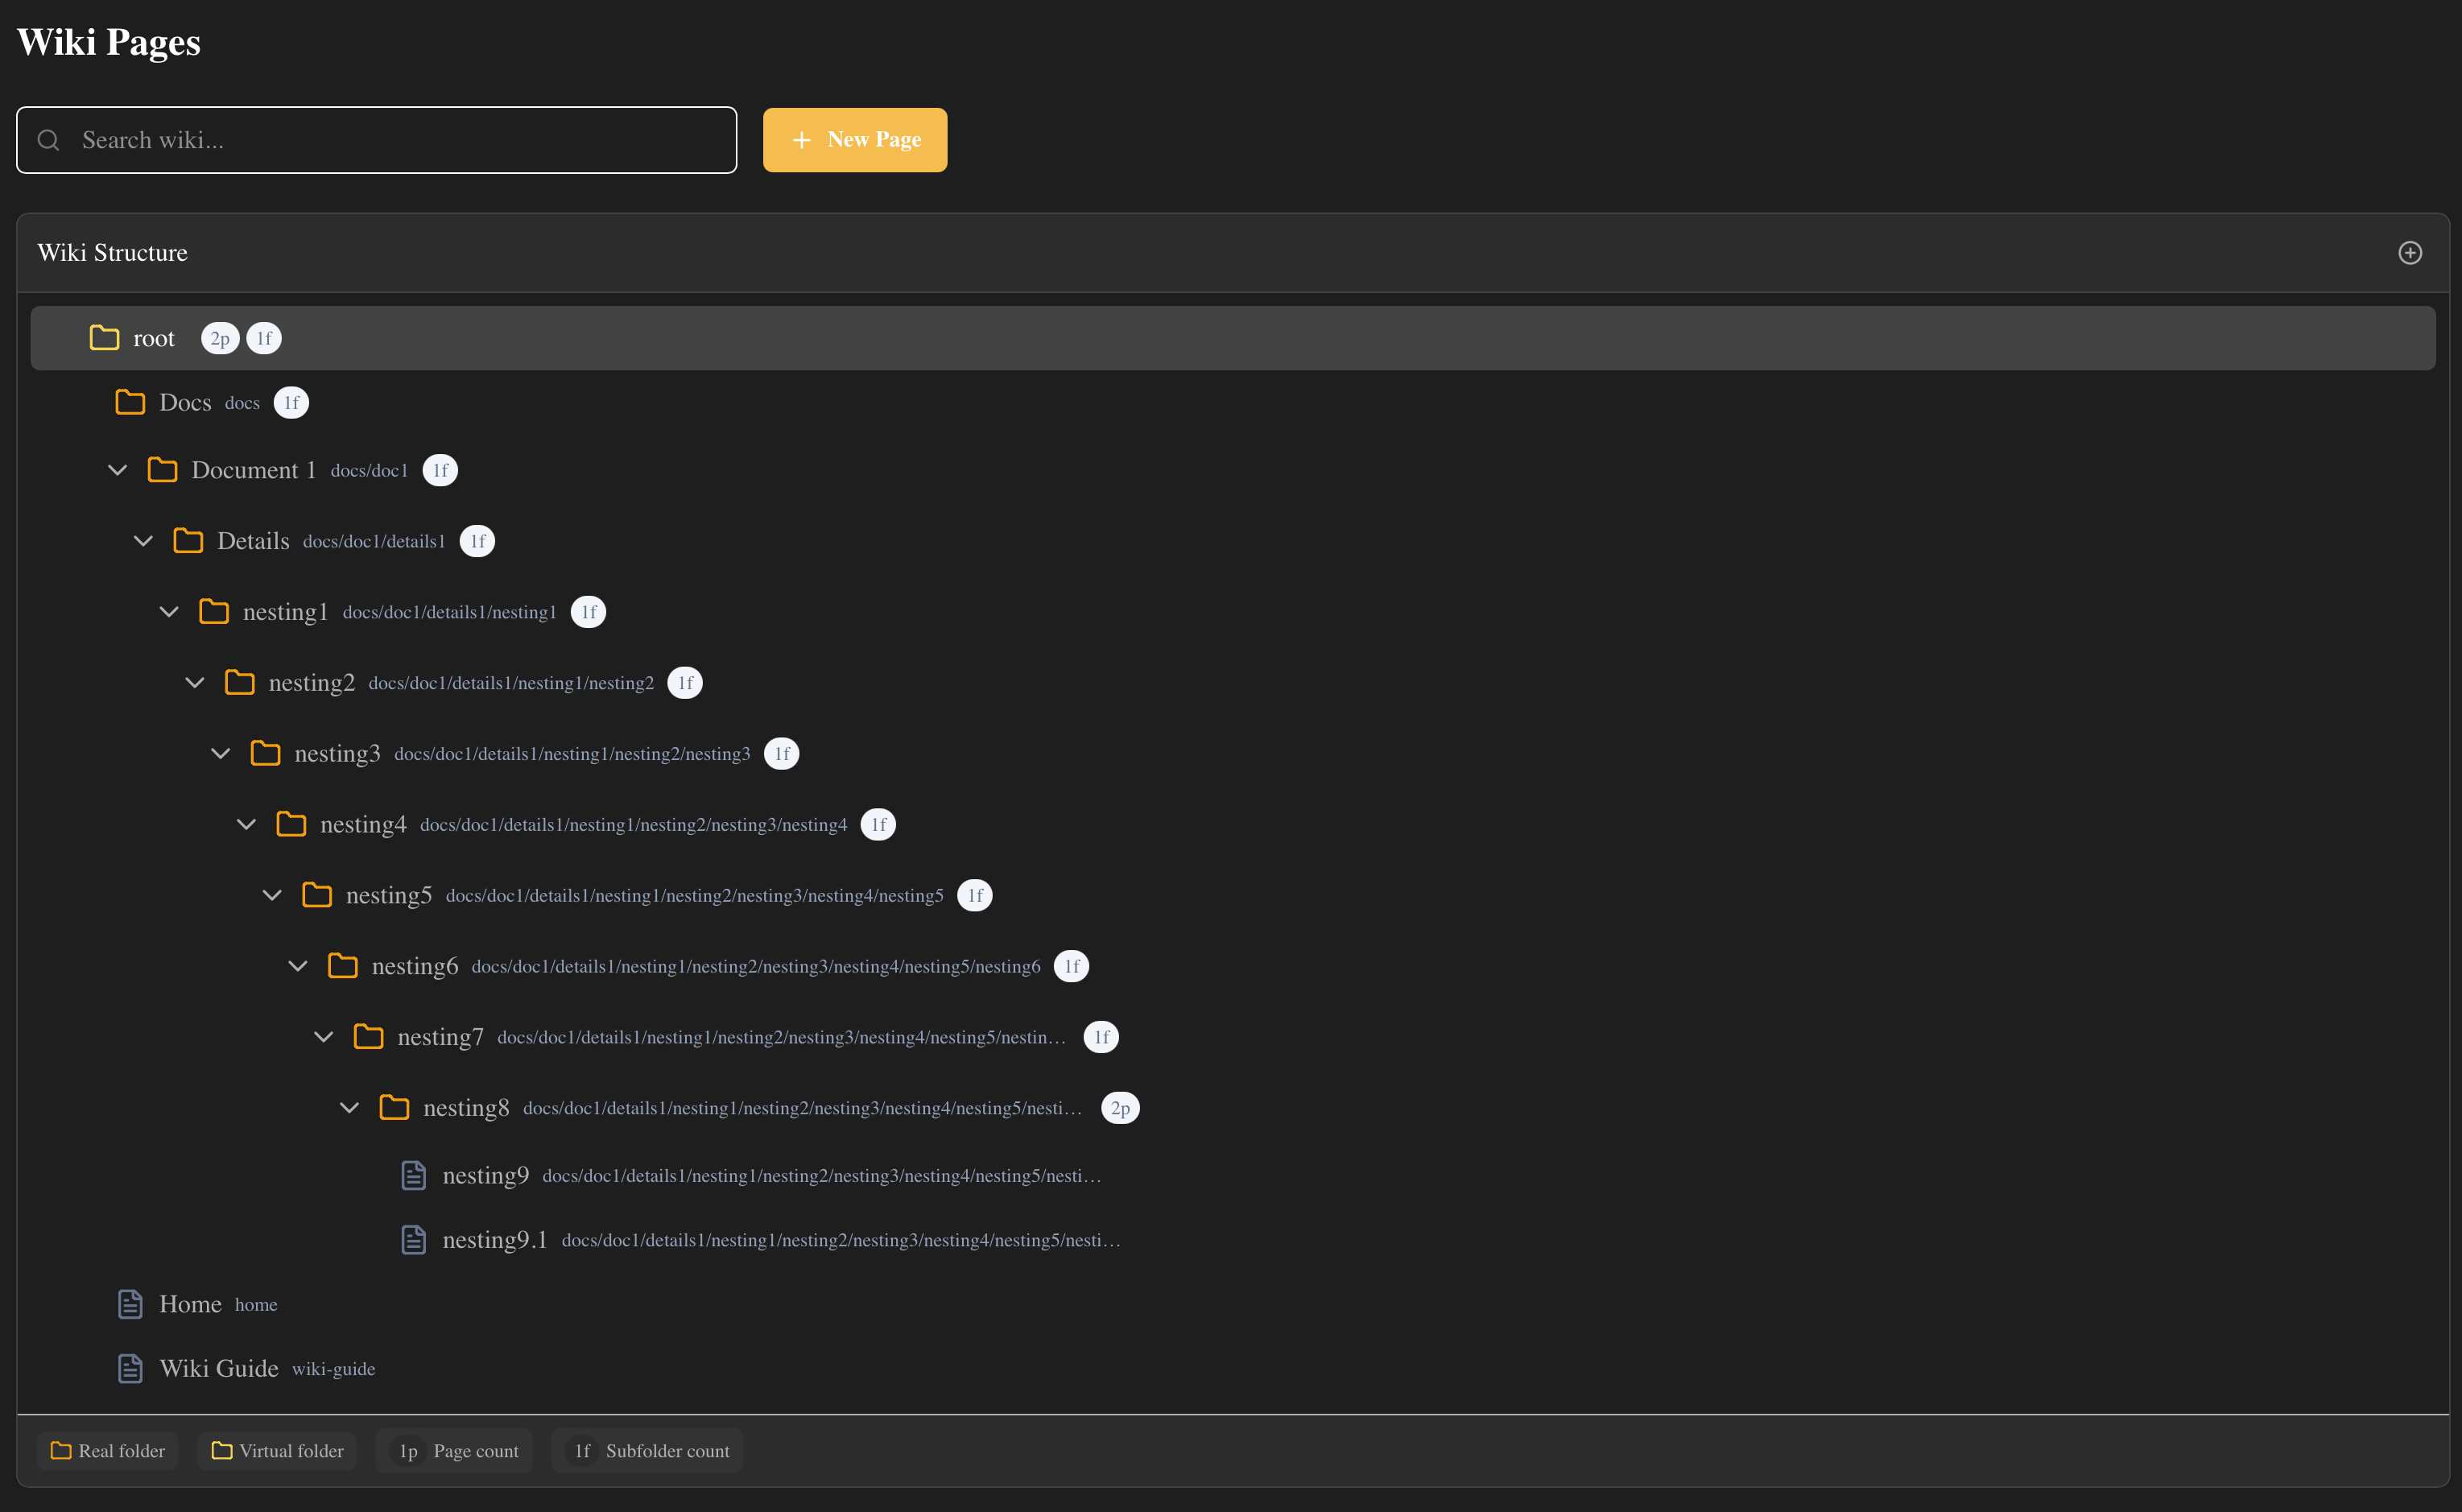 Wiki Pages
Search wiki...
New Page
Wiki Structure
root 2p 1f
Docs docs 1f
Document 1 docs/doc1 1f
Details docs/doc1/details1 1f
nesting1 docs/doc1/details1/nesting1 1f
nesting2 docs/doc1/details1/nesting1/nesting2 1f
nesting3 docs/doc1/details1/nesting1/nesting2/nesting3 1f
nesting4 docs/doc1/details1/nesting1/nesting2/nesting3/nesting4 1f
nesting5 docs/doc1/details1/nesting1/nesting2/nesting3/nesting4/nesting5 1f
nesting6 docs/doc1/details1/nesting1/nesting2/nesting3/nesting4/nesting5/nesting6 1f
nesting7 docs/doc1/details1/nesting1/nesting2/nesting3/nesting4/nesting5/nestin... 1f
nesting8 docs/doc1/details1/nesting1/nesting2/nesting3/nesting4/nesting5/nesti... 2p
nesting9 docs/doc1/details1/nesting1/nesting2/nesting3/nesting4/nesting5/nesti...
nesting9.1 docs/doc1/details1/nesting1/nesting2/nesting3/nesting4/nesting5/nesti...
Home home
Wiki Guide wiki-guide
Real folder Virtual folder 1p Page count 1f Subfolder count